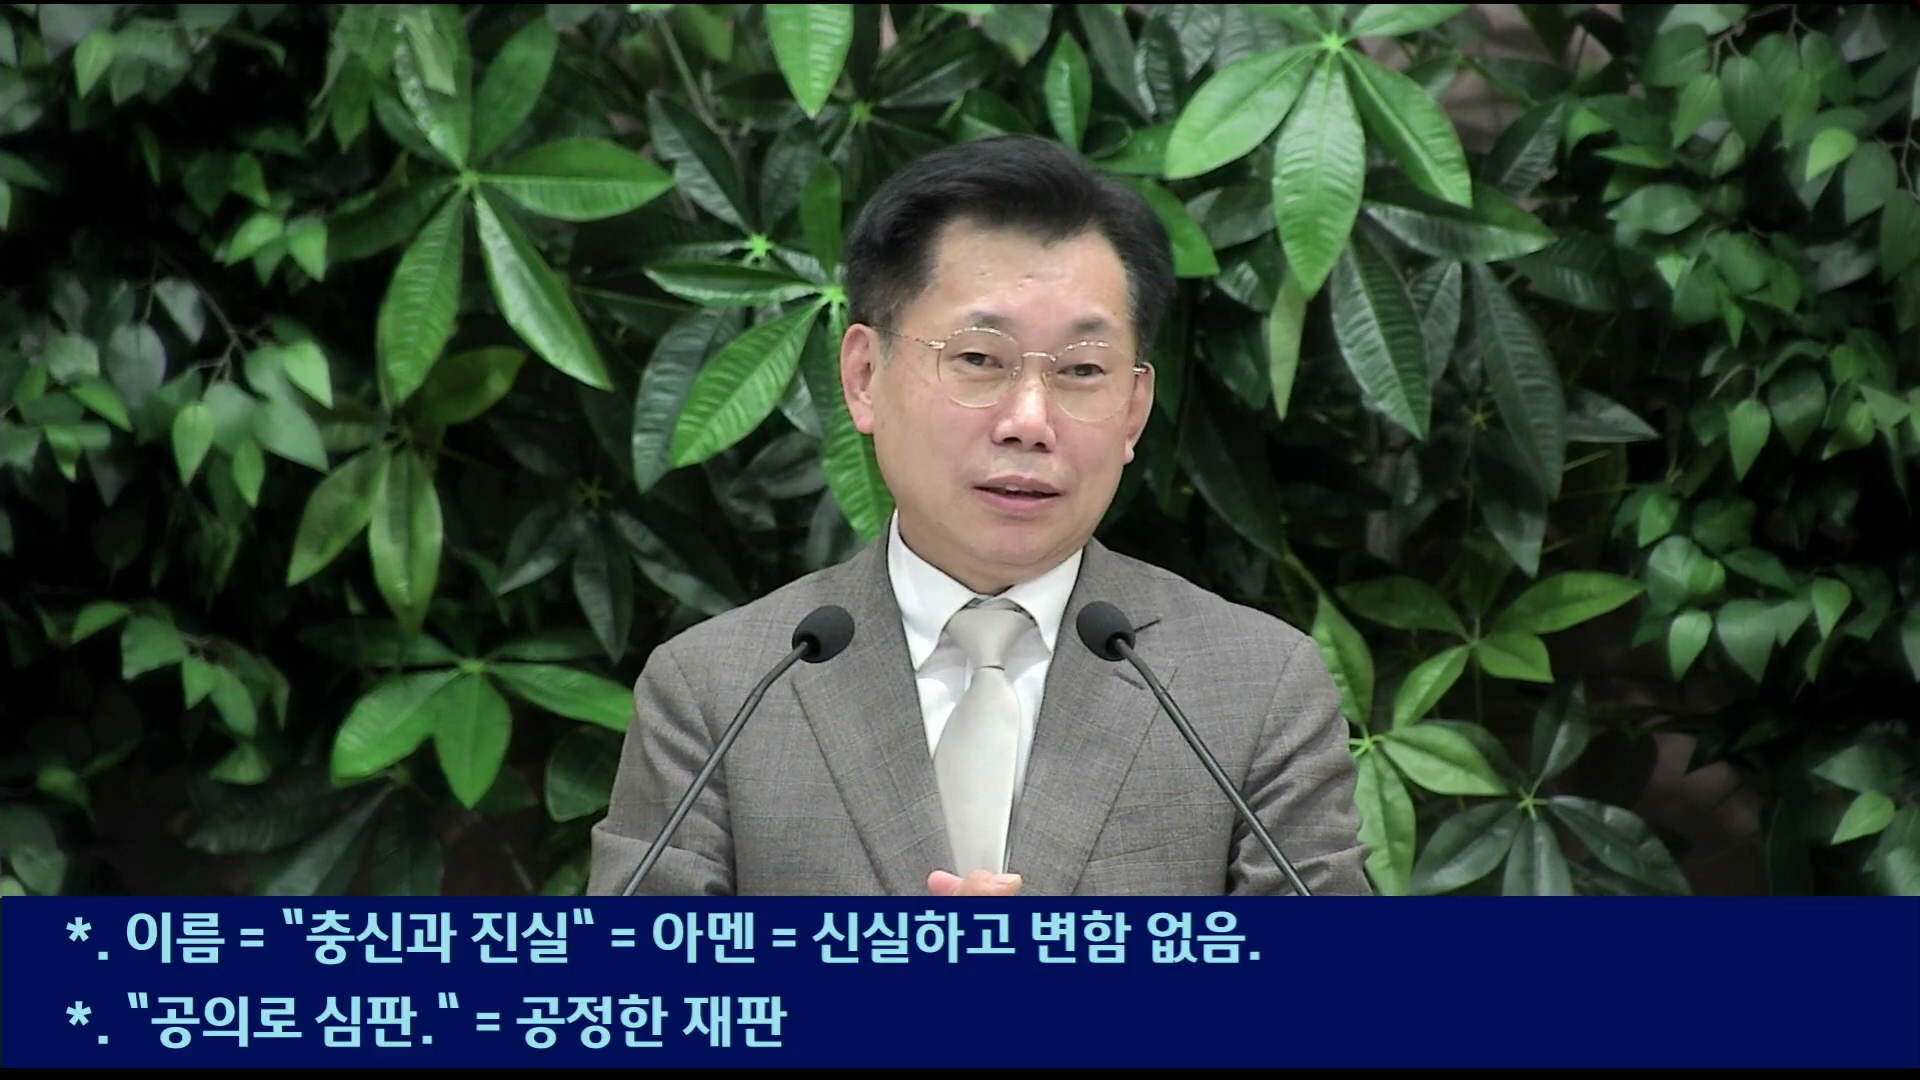 *. 이름 = “충신과 진실“ = 아멘 = 신실하고 변함 없음.
*. “공의로 심판.“ = 공정한 재판